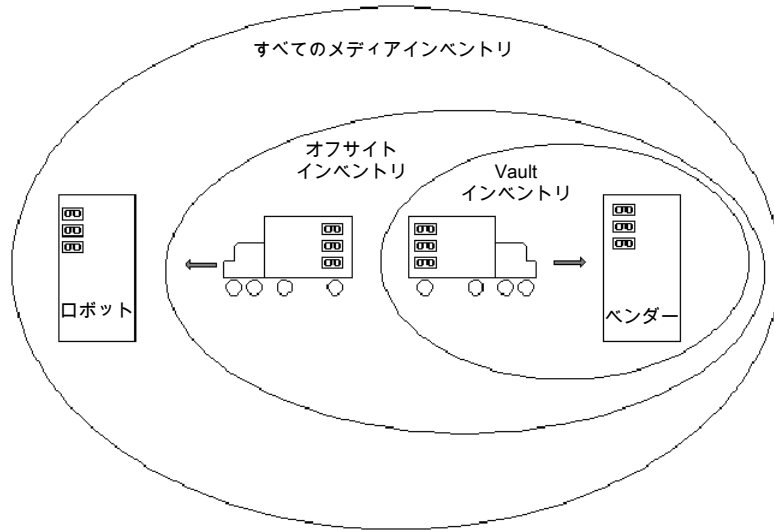 すべてのメディアインベントリ
オフサイト
インベントリ
Vault
インベントリ
ロボット
ベンダー